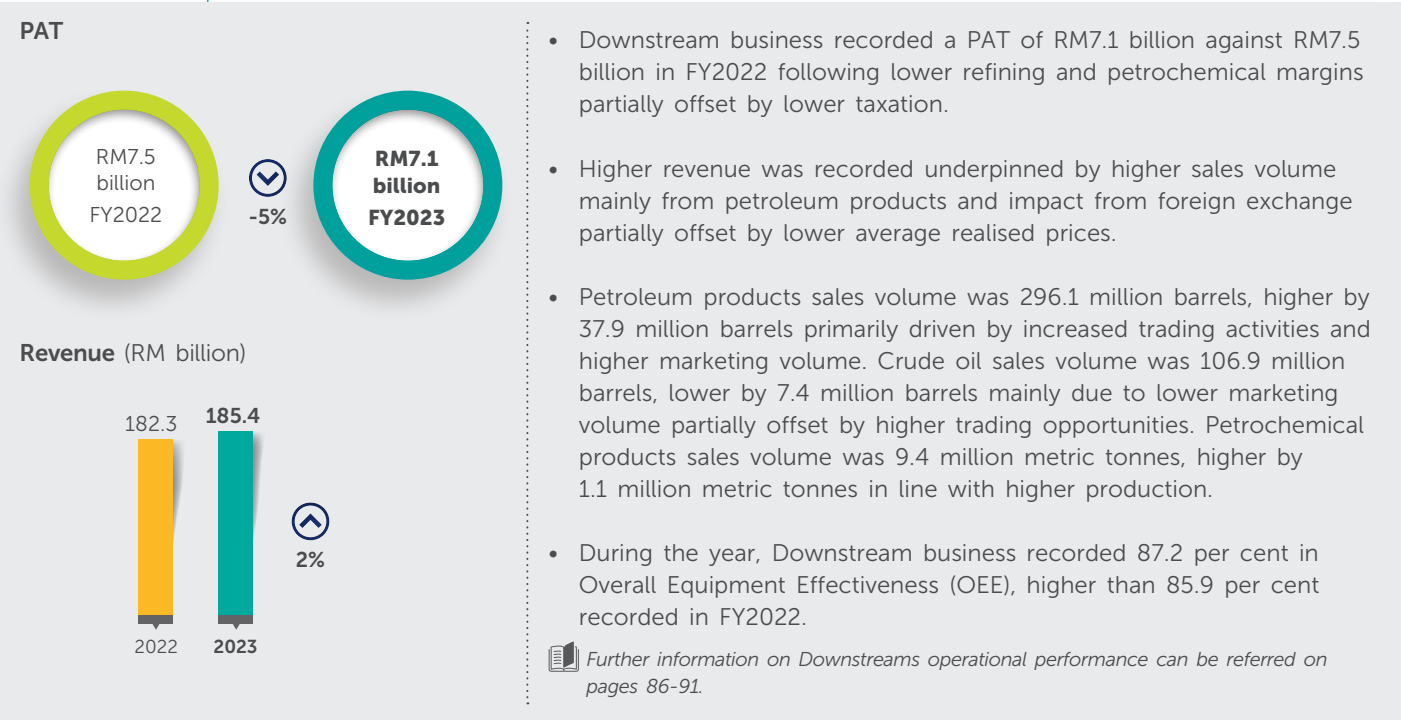 PAT
RM7.5
billion
FY2022
-5%
RM7.1
billion
FY2023
Revenue (RM billion)
182.3
185.4
2%
2022
2023
• Downstream business recorded a PAT of RM7.1 billion against RM7.5
billion in FY2022 following lower refining and petrochemical margins
partially offset by lower taxation.
• Higher revenue was recorded underpinned by higher sales volume
mainly from petroleum products and impact from foreign exchange
partially offset by lower average realised prices.
• Petroleum products sales volume was 296.1 million barrels, higher by
37.9 million barrels primarily driven by increased trading activities and
higher marketing volume. Crude oil sales volume was 106.9 million
barrels, lower by 7.4 million barrels mainly due to lower marketing
volume partially offset by higher trading opportunities. Petrochemical
products sales volume was 9.4 million metric tonnes, higher by
1.1 million metric tonnes in line with higher production.
• During the year, Downstream business recorded 87.2 per cent in
Overall Equipment Effectiveness (OEE), higher than 85.9 per cent
recorded in FY2022.
Further information on Downstreams operational performance can be referred on
pages 86-91.